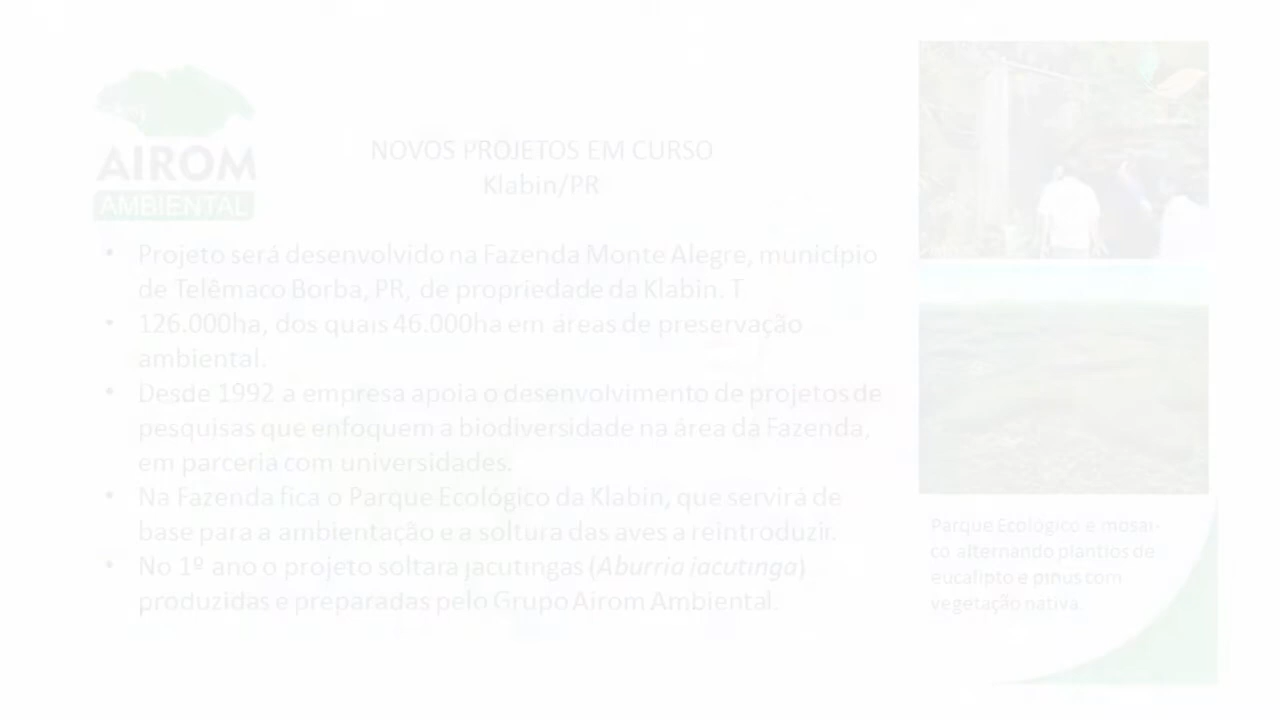 AIROM
AMBIENTAL
NOVOS PROJETOS EM CURSO
Klabin/PR
• Projeto será desenvolvido na Fazenda Monte Alegre, município
de Telêmaco Borba, PR, de propriedade da Klabin. T
• 126.000ha, dos quais 46.000ha em áreas de preservação
ambiental.
• Desde 1992 a empresa apoia o desenvolvimento de projetos de
pesquisas que enfoquem a biodiversidade na área da Fazenda,
em parceria com universidades.
• Na Fazenda fica o Parque Ecológico da Klabin, que servirá de
base para a ambientação e a soltura das aves a reintroduzir.
• No 1º ano o projeto soltará jacutingas (Aburria jacutinga)
produzidas e preparadas pelo Grupo Airom Ambiental.
Parque Ecológico e mosai-
co alternando plantios de
eucalipto e pinus com
vegetação nativa.